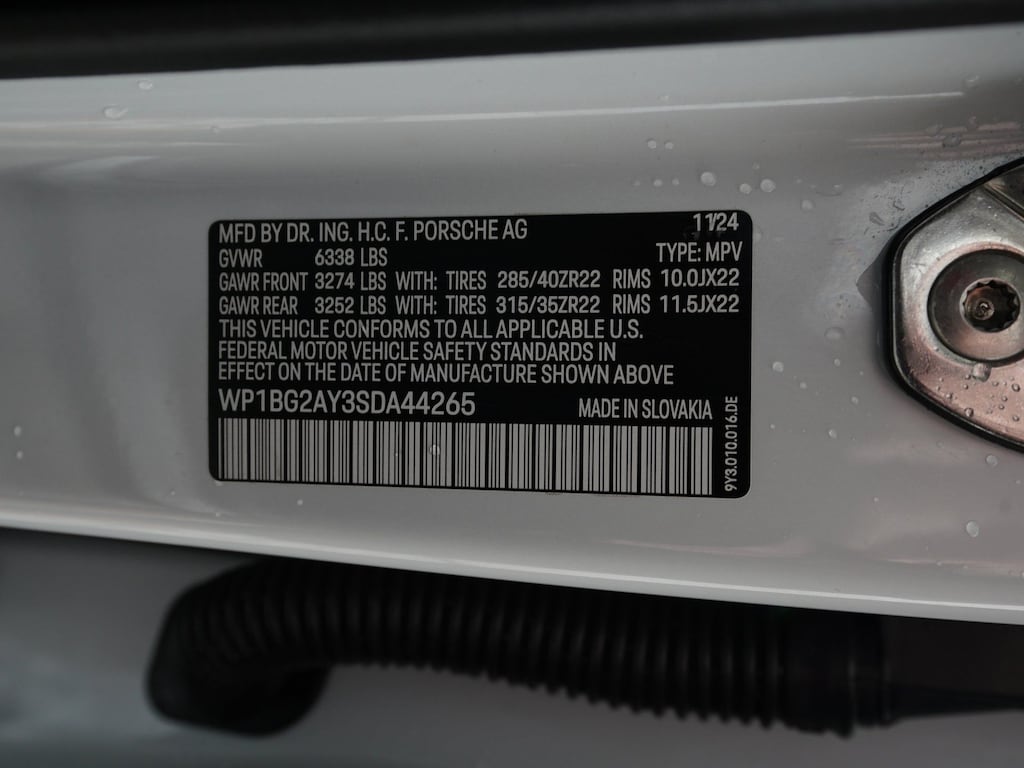 MFD BY DR. ING. H.C. F. PORSCHE AG 11/24
GVWR 6338 LBS TYPE: MPV
GAWR FRONT 3274 LBS WITH: TIRES 285/40ZR22 RIMS 10.0JX22
GAWR REAR 3252 LBS WITH: TIRES 315/35ZR22 RIMS 11.5JX22
THIS VEHICLE CONFORMS TO ALL APPLICABLE U.S.
FEDERAL MOTOR VEHICLE SAFETY STANDARDS IN
EFFECT ON THE DATE OF MANUFACTURE SHOWN ABOVE
WP1BG2AY3SDA44265 MADE IN SLOVAKIA
9Y3.010.016.DE